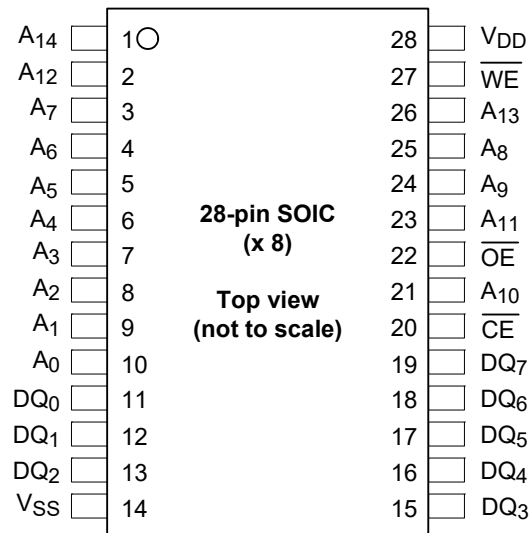 A14 1 28 VDD
A12 2 27 WE
A7 3 26 A13
A6 4 25 A8
A5 5 24 A9
A4 6 23 A11
A3 7 22 OE
A2 8 21 A10
A1 9 20 CE
A0 10 19 DQ7
DQ0 11 18 DQ6
DQ1 12 17 DQ5
DQ2 13 16 DQ4
VSS 14 15 DQ3
28-pin SOIC
(x 8)
Top view
(not to scale)